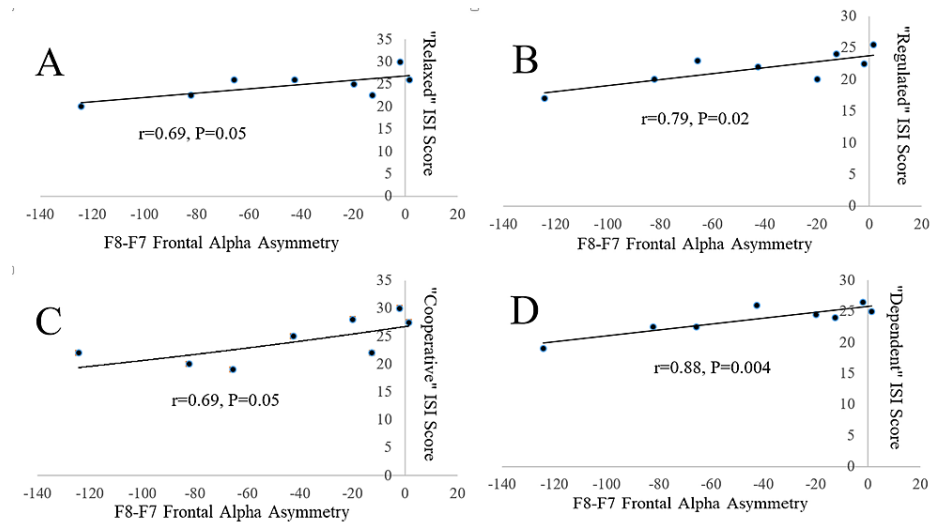 A
35
30
25
20
15
10
5
0
-140 -120 -100 -80 -60 -40 -20 0 20
"Relaxed" ISI Score
r=0.69, P=0.05
F8-F7 Frontal Alpha Asymmetry
B
30
25
20
15
10
5
0
-140 -120 -100 -80 -60 -40 -20 0 20
"Regulated" ISI Score
r=0.79, P=0.02
F8-F7 Frontal Alpha Asymmetry
C
35
30
25
20
15
10
5
0
-140 -120 -100 -80 -60 -40 -20 0 20
"Cooperative" ISI Score
r=0.69, P=0.05
F8-F7 Frontal Alpha Asymmetry
D
30
25
20
15
10
5
0
-140 -120 -100 -80 -60 -40 -20 0 20
"Dependent" ISI Score
r=0.88, P=0.004
F8-F7 Frontal Alpha Asymmetry